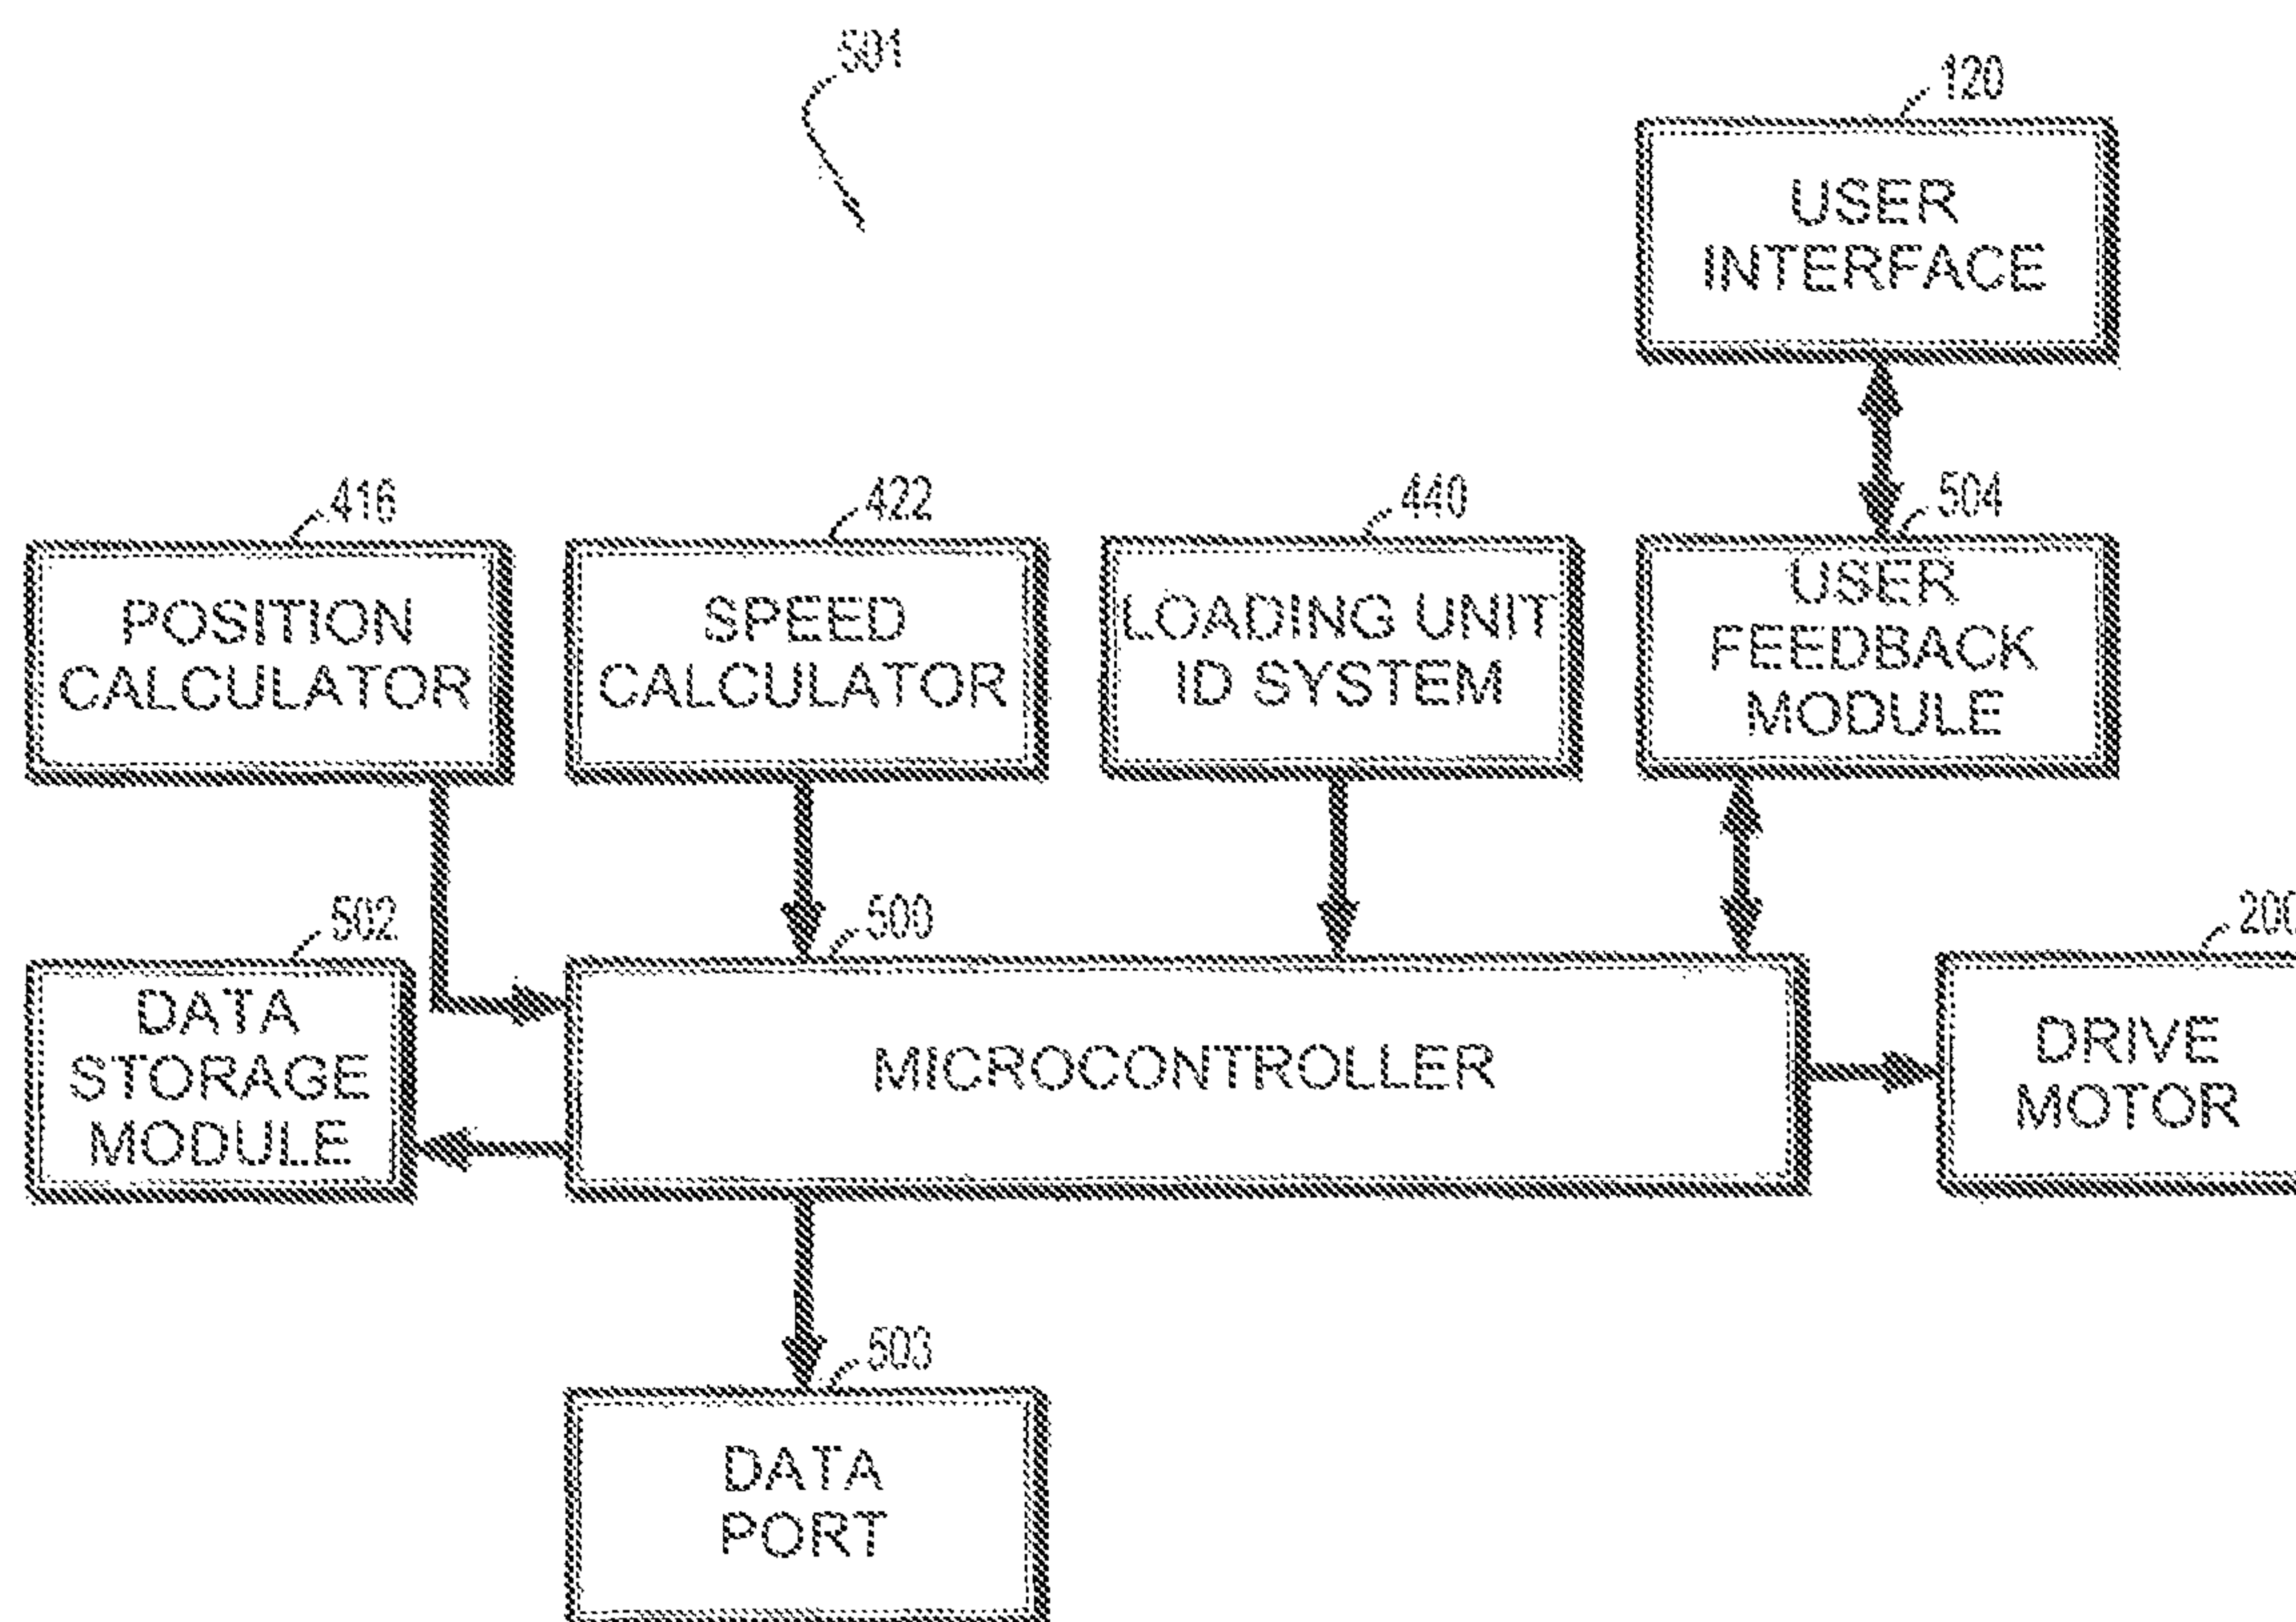 501
120
USER
INTERFACE
416
422
440
504
POSITION
CALCULATOR
SPEED
CALCULATOR
LOADING UNIT
ID SYSTEM
USER
FEEDBACK
MODULE
502
500
200
DATA
STORAGE
MODULE
MICROCONTROLLER
DRIVE
MOTOR
503
DATA
PORT